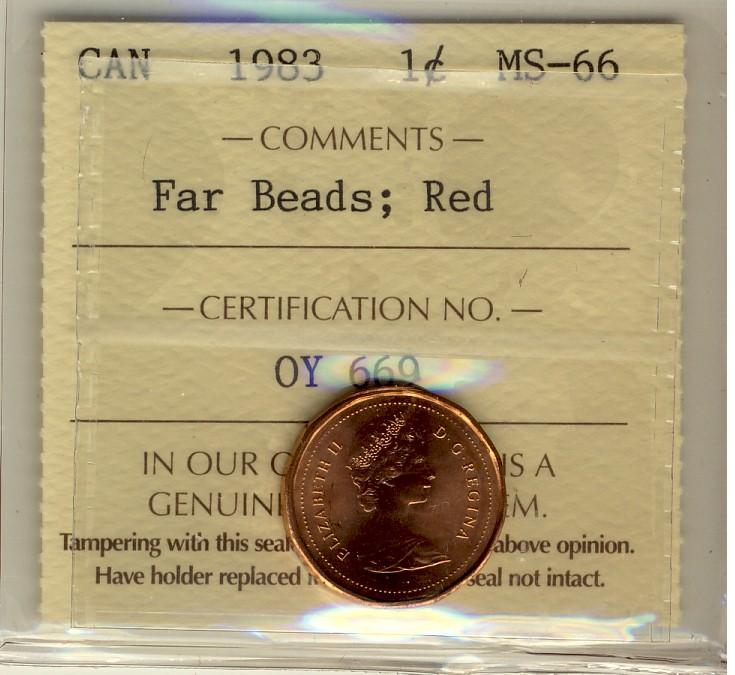 CAN 1983 1¢ MS-66
— COMMENTS —
Far Beads; Red
— CERTIFICATION NO. —
OY 669
IN OUR IS A
GENUIN EM.
Tampering with this seal above opinion.
Have holder replaced seal not intact.
ELIZABETH II D·G·REGINA